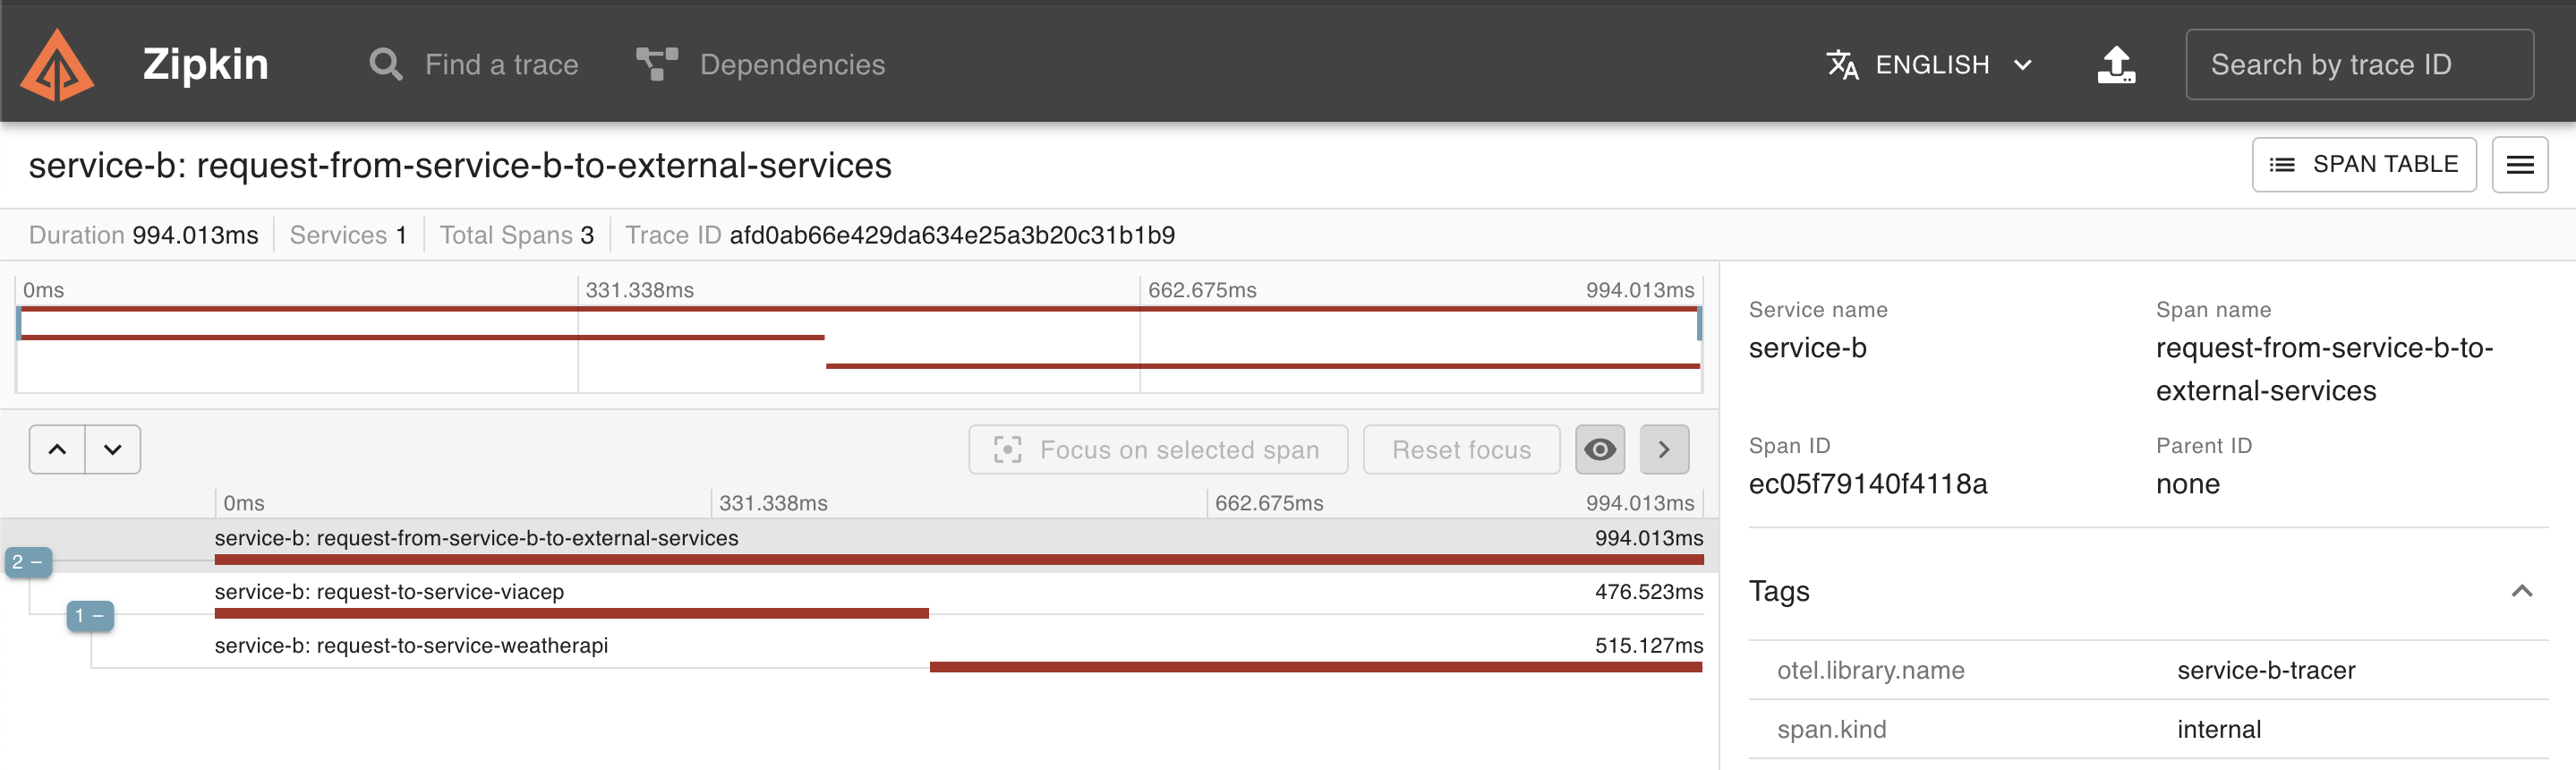 Zipkin
Find a trace
Dependencies
ENGLISH
Search by trace ID
service-b: request-from-service-b-to-external-services
SPAN TABLE
Duration 994.013ms
Services 1
Total Spans 3
Trace ID afd0ab66e429da634e25a3b20c31b1b9
0ms 331.338ms 662.675ms 994.013ms
Focus on selected span
Reset focus
0ms 331.338ms 662.675ms 994.013ms
service-b: request-from-service-b-to-external-services 994.013ms
2 −
service-b: request-to-service-viacep 476.523ms
1 −
service-b: request-to-service-weatherapi 515.127ms
Service name
service-b
Span name
request-from-service-b-to-
external-services
Span ID
ec05f79140f4118a
Parent ID
none
Tags
otel.library.name service-b-tracer
span.kind internal